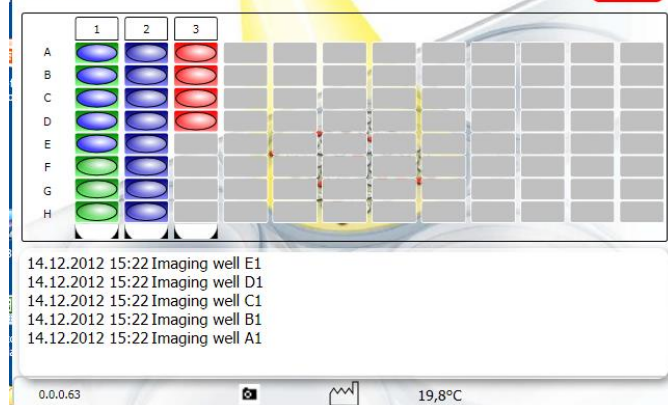 1 2 3
A
B
C
D
E
F
G
H
14.12.2012 15:22 Imaging well E1
14.12.2012 15:22 Imaging well D1
14.12.2012 15:22 Imaging well C1
14.12.2012 15:22 Imaging well B1
14.12.2012 15:22 Imaging well A1
0.0.0.63 19,8°C